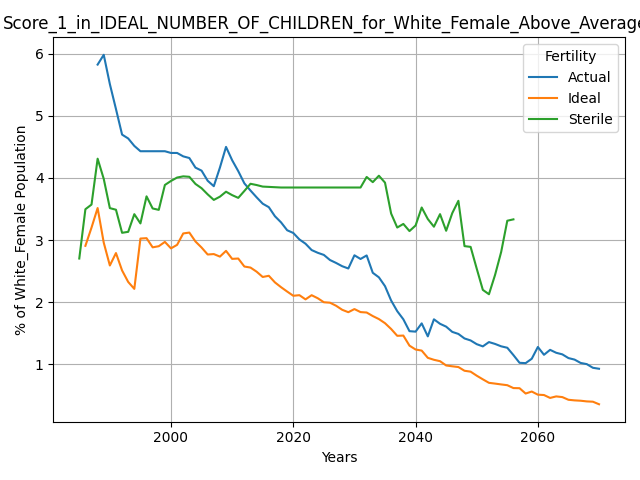 Score_1_in_IDEAL_NUMBER_OF_CHILDREN_for_White_Female_Above_Average
Fertility
Actual
Ideal
Sterile
% of White_Female Population
6
5
4
3
2
1
2000 2020 2040 2060
Years